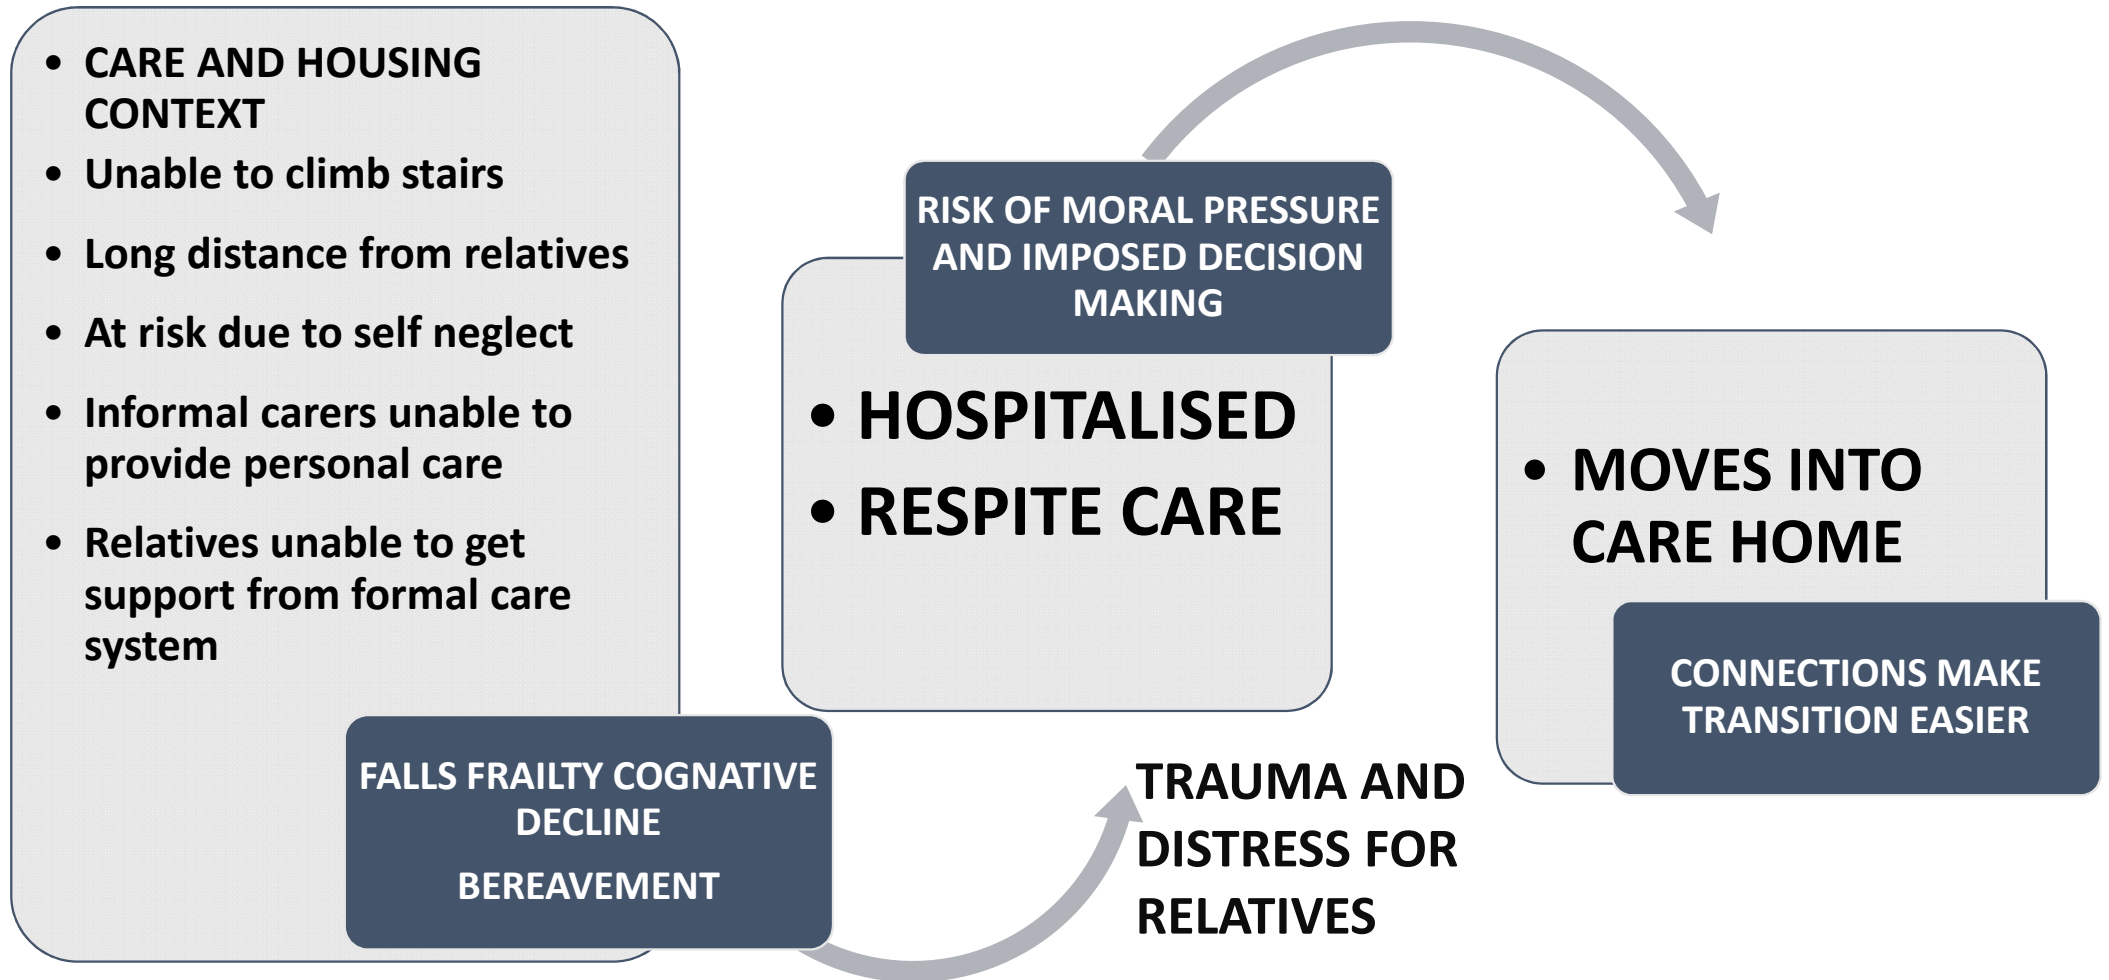 • CARE AND HOUSING
CONTEXT
• Unable to climb stairs
• Long distance from relatives
• At risk due to self neglect
• Informal carers unable to
provide personal care
• Relatives unable to get
support from formal care
system
FALLS FRAILTY COGNATIVE
DECLINE
BEREAVEMENT
RISK OF MORAL PRESSURE
AND IMPOSED DECISION
MAKING
• HOSPITALISED
• RESPITE CARE
TRAUMA AND
DISTRESS FOR
RELATIVES
• MOVES INTO
CARE HOME
CONNECTIONS MAKE
TRANSITION EASIER